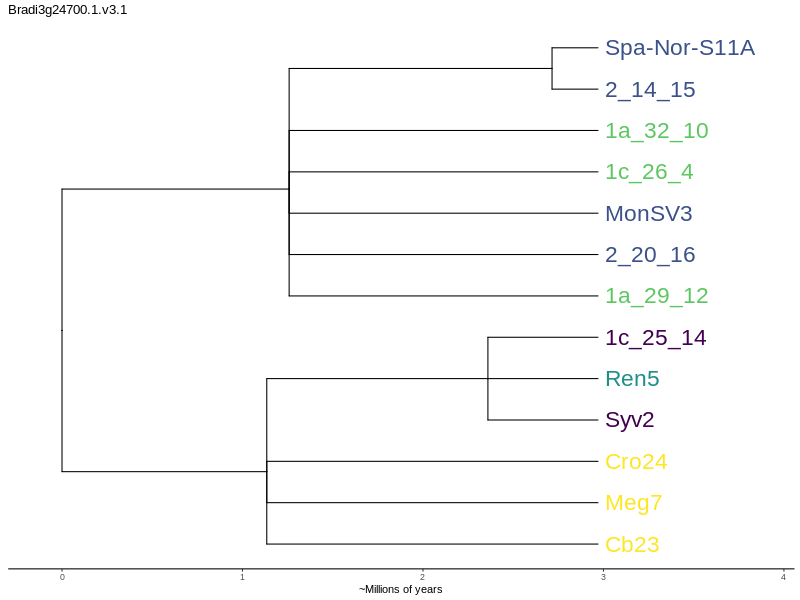 Bradi3g24700.1.v3.1
Spa-Nor-S11A
2_14_15
1a_32_10
1c_26_4
MonSV3
2_20_16
1a_29_12
1c_25_14
Ren5
Syv2
Cro24
Meg7
Cb23
0 1 2 3 4
~Millions of years